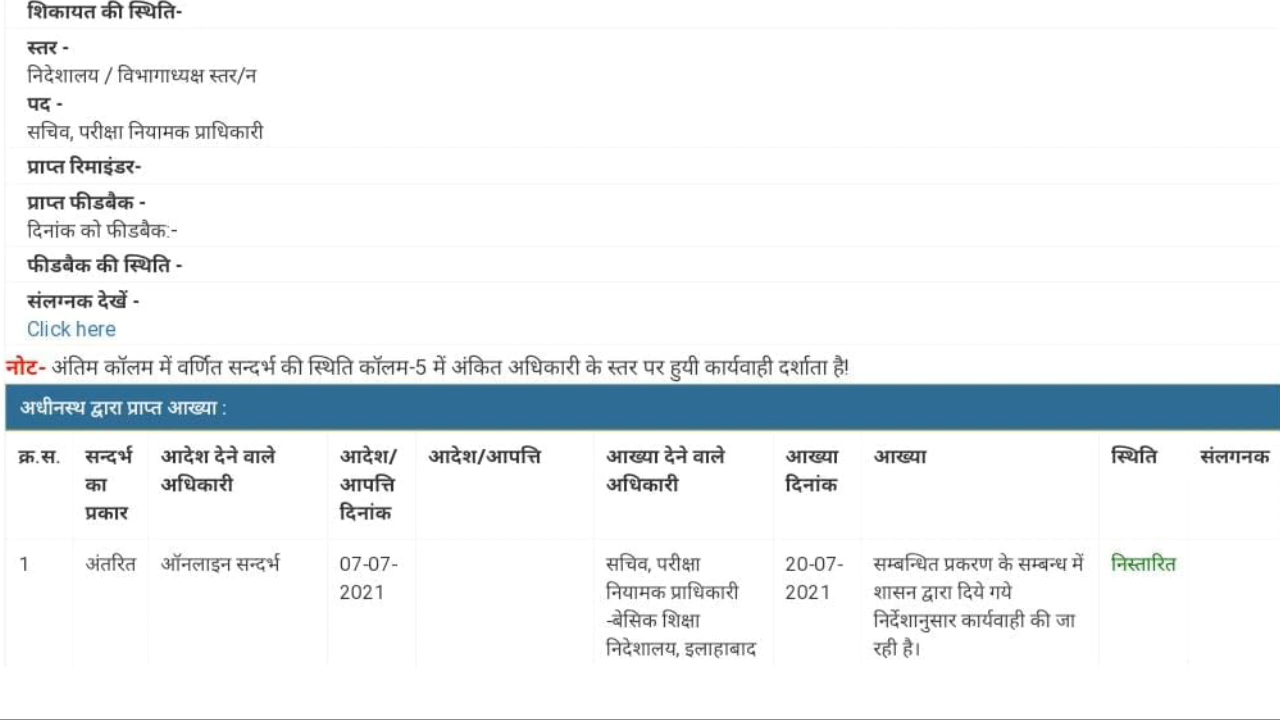 शिकायत की स्थिति-
स्तर -
निदेशालय / विभागाध्यक्ष स्तर/न
पद -
सचिव, परीक्षा नियामक प्राधिकारी
प्राप्त रिमाइंडर-
प्राप्त फीडबैक -
दिनांक को फीडबैक:-
फीडबैक की स्थिति -
संलग्नक देखें -
Click here
नोट- अंतिम कॉलम में वर्णित सन्दर्भ की स्थिति कॉलम-5 में अंकित अधिकारी के स्तर पर हुयी कार्यवाही दर्शाता है!
अधीनस्थ द्वारा प्राप्त आख्या :
क्र.स. सन्दर्भ आदेश देने वाले आदेश/ आदेश/आपत्ति आख्या देने वाले आख्या आख्या स्थिति संलगनक
का अधिकारी आपत्ति अधिकारी दिनांक
प्रकार दिनांक
1 अंतरित ऑनलाइन सन्दर्भ 07-07- सचिव, परीक्षा 20-07- सम्बन्धित प्रकरण के सम्बन्ध में निस्तारित
2021 नियामक प्राधिकारी 2021 शासन द्वारा दिये गये
-बेसिक शिक्षा निर्देशानुसार कार्यवाही की जा
निदेशालय, इलाहाबाद रही है।